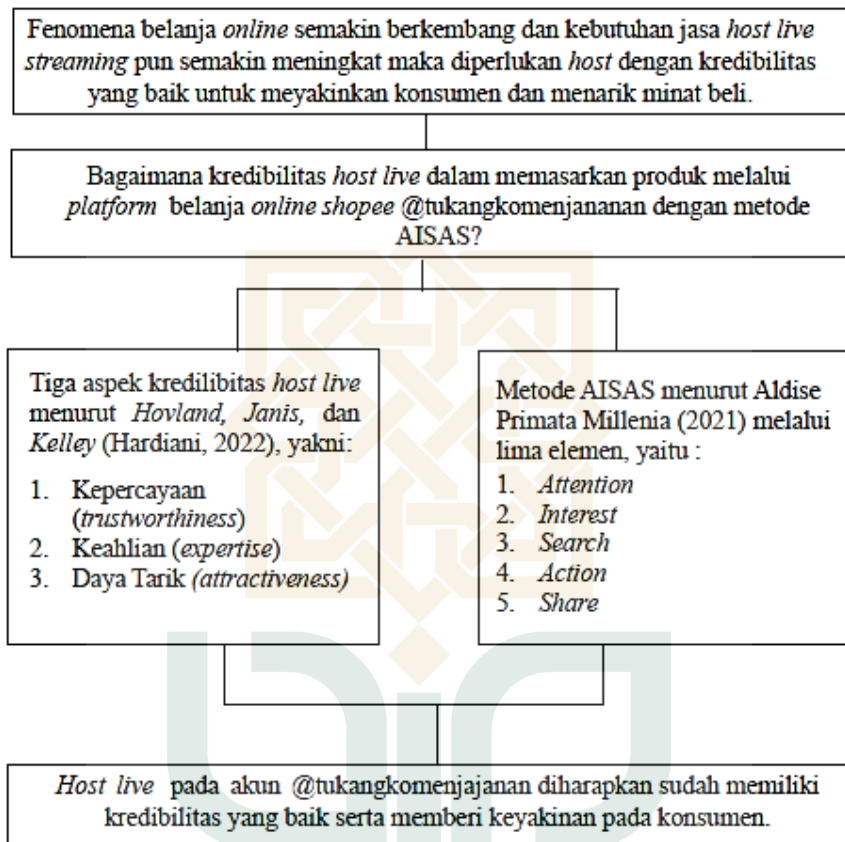 Fenomena belanja online semakin berkembang dan kebutuhan jasa host live
streaming pun semakin meningkat maka diperlukan host dengan kredibilitas
yang baik untuk meyakinkan konsumen dan menarik minat beli.
Bagaimana kredibilitas host live dalam memasarkan produk melalui
platform belanja online shopee @tukangkomenjananan dengan metode
AISAS?
Tiga aspek kredilibitas host live
menurut Hovland, Janis, dan
Kelley (Hardiani, 2022), yakni:
1. Kepercayaan
(trustworthiness)
2. Keahlian (expertise)
3. Daya Tarik (attractiveness)
Metode AISAS menurut Aldise
Primata Millenia (2021) melalui
lima elemen, yaitu :
1. Attention
2. Interest
3. Search
4. Action
5. Share
Host live pada akun @tukangkomenjajanan diharapkan sudah memiliki
kredibilitas yang baik serta memberi keyakinan pada konsumen.